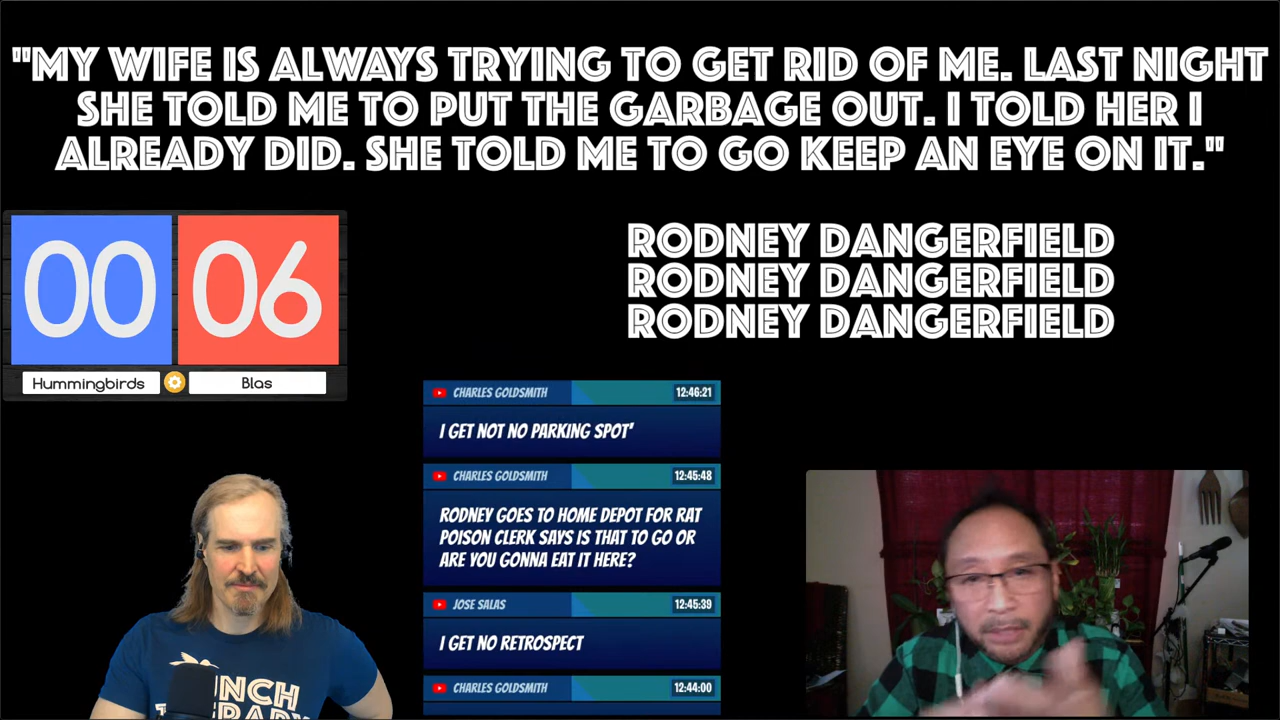 "MY WIFE IS ALWAYS TRYING TO GET RID OF ME. LAST NIGHT
SHE TOLD ME TO PUT THE GARBAGE OUT. I TOLD HER I
ALREADY DID. SHE TOLD ME TO GO KEEP AN EYE ON IT."
RODNEY DANGERFIELD
RODNEY DANGERFIELD
RODNEY DANGERFIELD
00 06
Hummingbirds Blas
CHARLES GOLDSMITH 12:46:21
I GET NOT NO PARKING SPOT'
CHARLES GOLDSMITH 12:45:48
RODNEY GOES TO HOME DEPOT FOR RAT
POISON CLERK SAYS IS THAT TO GO OR
ARE YOU GONNA EAT IT HERE?
JOSE SALAS 12:45:39
I GET NO RETROSPECT
CHARLES GOLDSMITH 12:44:00